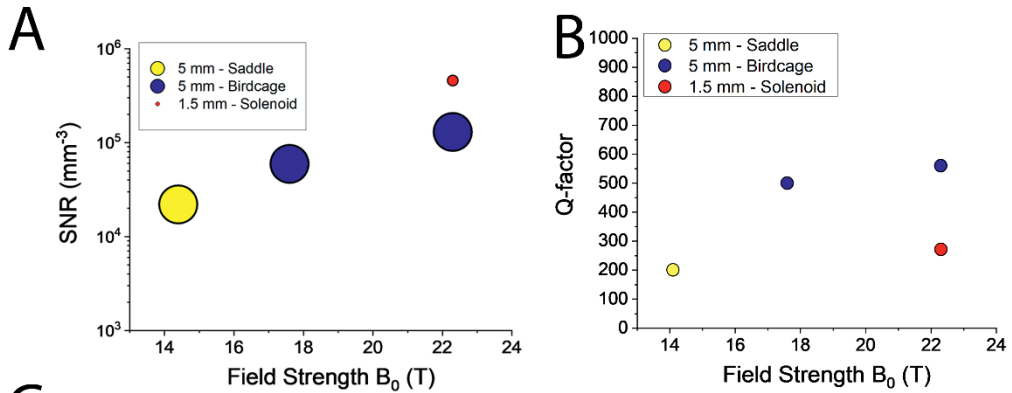 A
SNR (mm⁻³)
10⁶
10⁵
10⁴
10³
5 mm - Saddle
5 mm - Birdcage
1.5 mm - Solenoid
14 16 18 20 22 24
Field Strength B₀ (T)
B
Q-factor
1000
900
800
700
600
500
400
300
200
100
0
5 mm - Saddle
5 mm - Birdcage
1.5 mm - Solenoid
14 16 18 20 22 24
Field Strength B₀ (T)